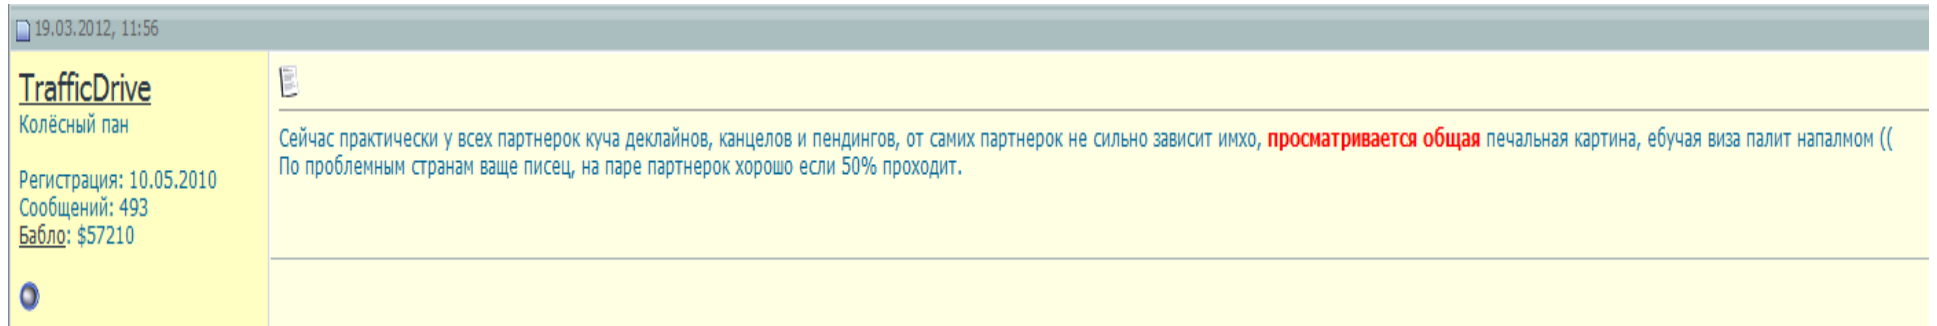 19.03.2012, 11:56
TrafficDrive
Колёсный пан
Регистрация: 10.05.2010
Сообщений: 493
Бабло: $57210
Сейчас практически у всех партнерок куча деклайнов, канцелов и пендингов, от самих партнерок не сильно зависит имхо, просматривается общая печальная картина, ебучая виза палит напалмом ((
По проблемным странам ваще писец, на паре партнерок хорошо если 50% проходит.